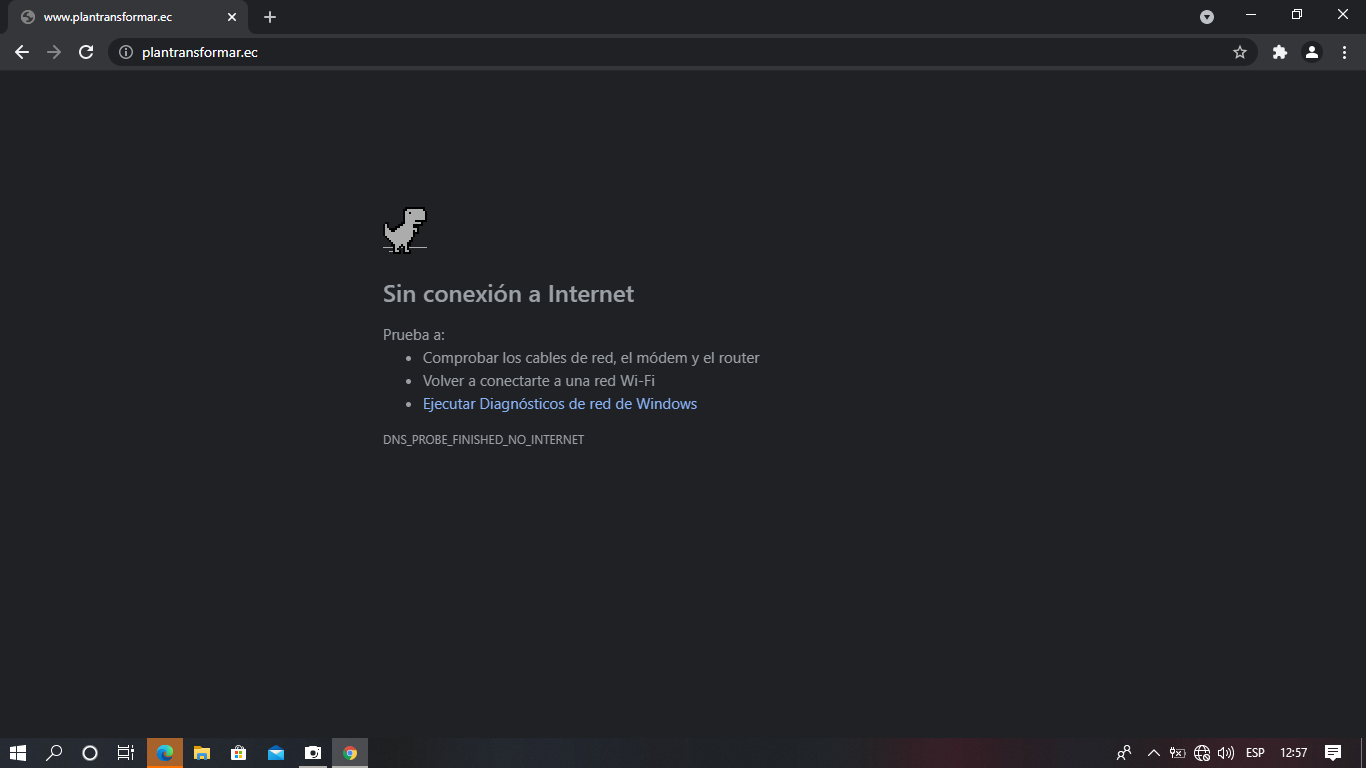 www.plantransformar.ec
plantransformar.ec
Sin conexión a Internet
Prueba a:
Comprobar los cables de red, el módem y el router
Volver a conectarte a una red Wi-Fi
Ejecutar Diagnósticos de red de Windows
DNS_PROBE_FINISHED_NO_INTERNET
ESP 12:57